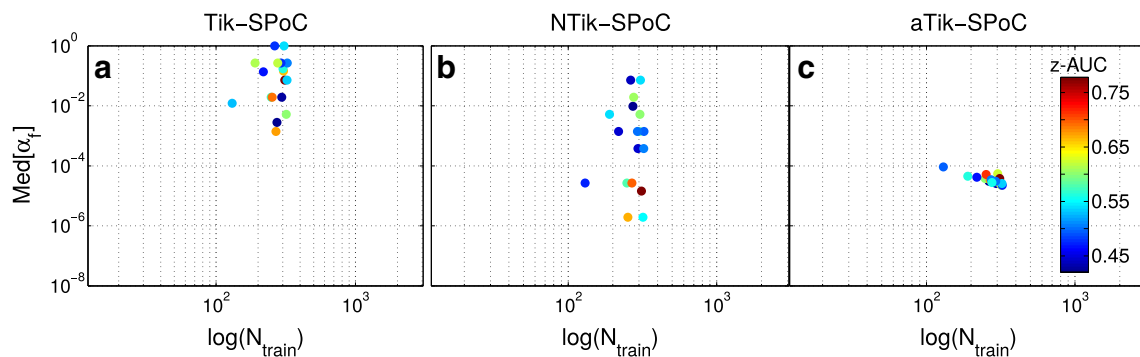 Tik−SPoC NTik−SPoC aTik−SPoC
a b c
z-AUC
10^0
10^−2
10^−4
10^−6
10^−8
Med[α_f]
0.75
0.65
0.55
0.45
10^2 10^3 10^2 10^3 10^2 10^3
log(N_train) log(N_train) log(N_train)